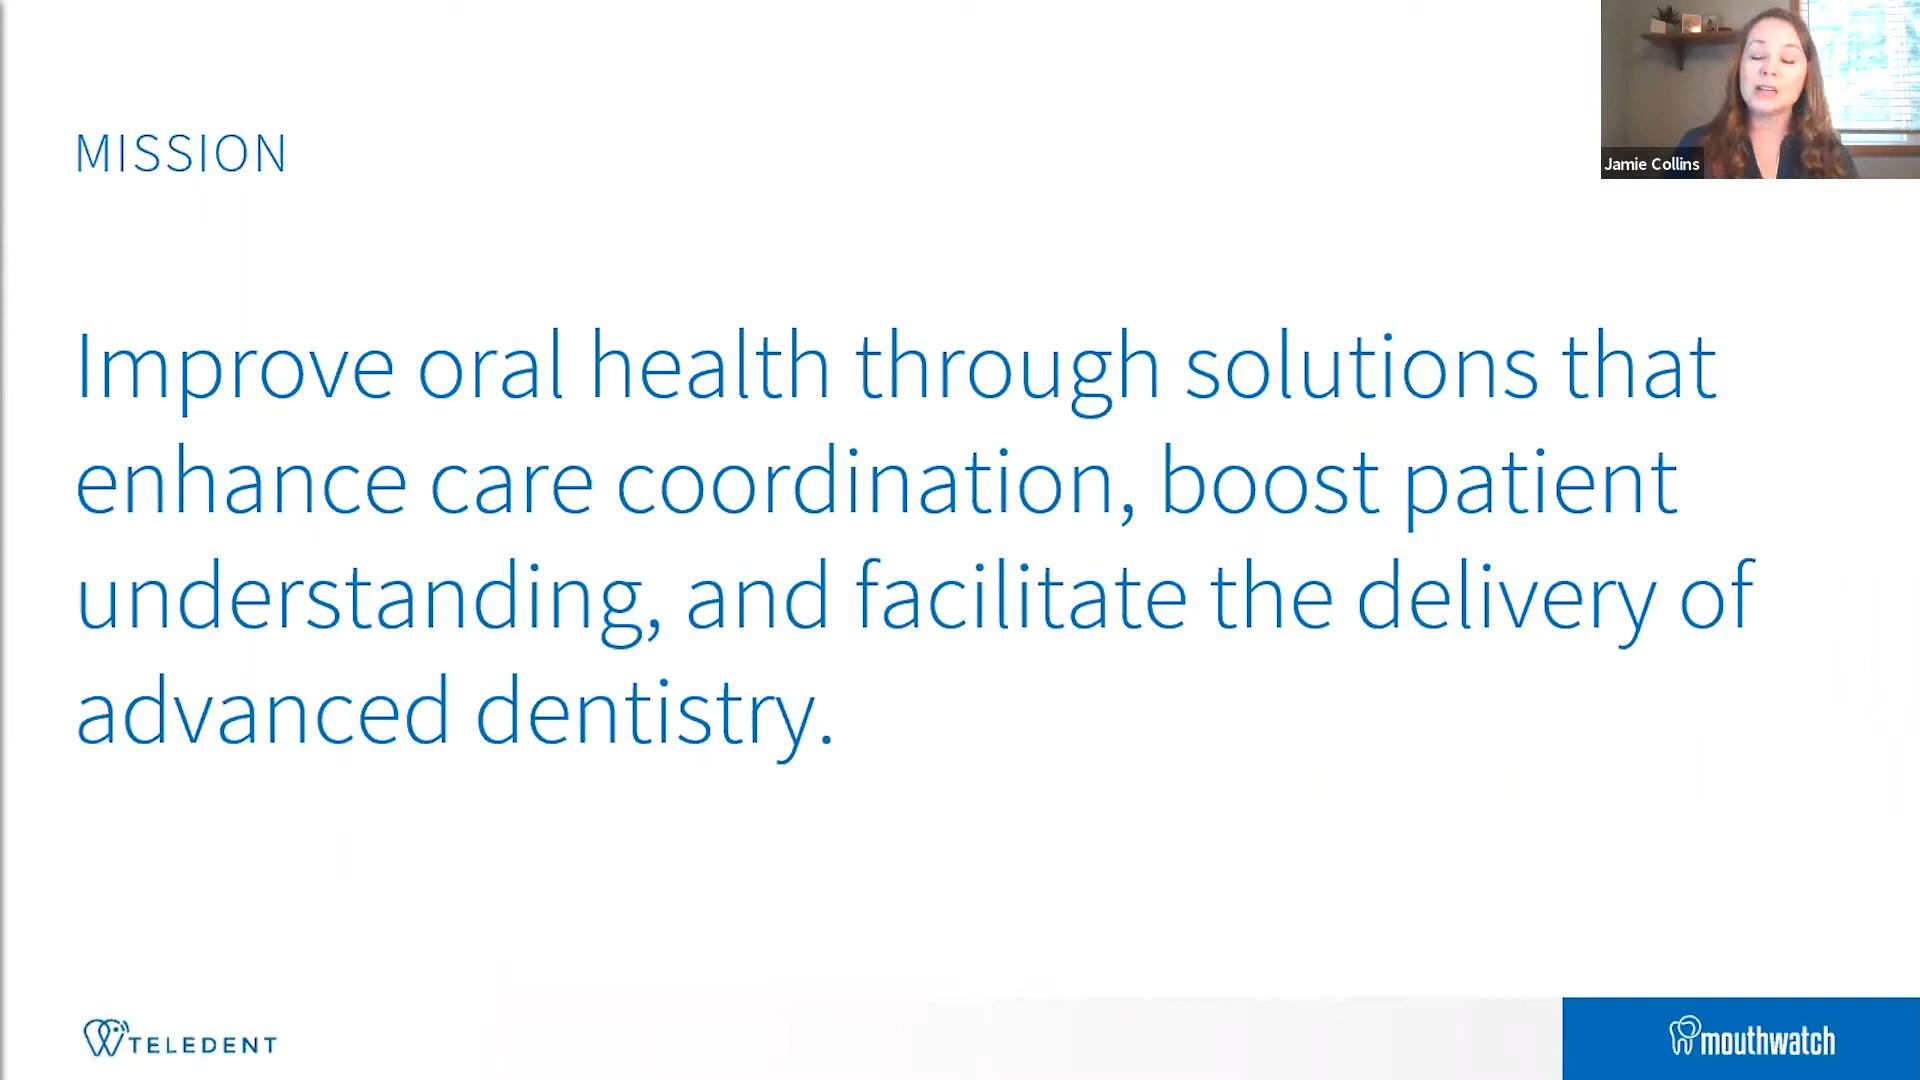 MISSION
Jamie Collins
Improve oral health through solutions that
enhance care coordination, boost patient
understanding, and facilitate the delivery of
advanced dentistry.
TELEDENT
mouthwatch